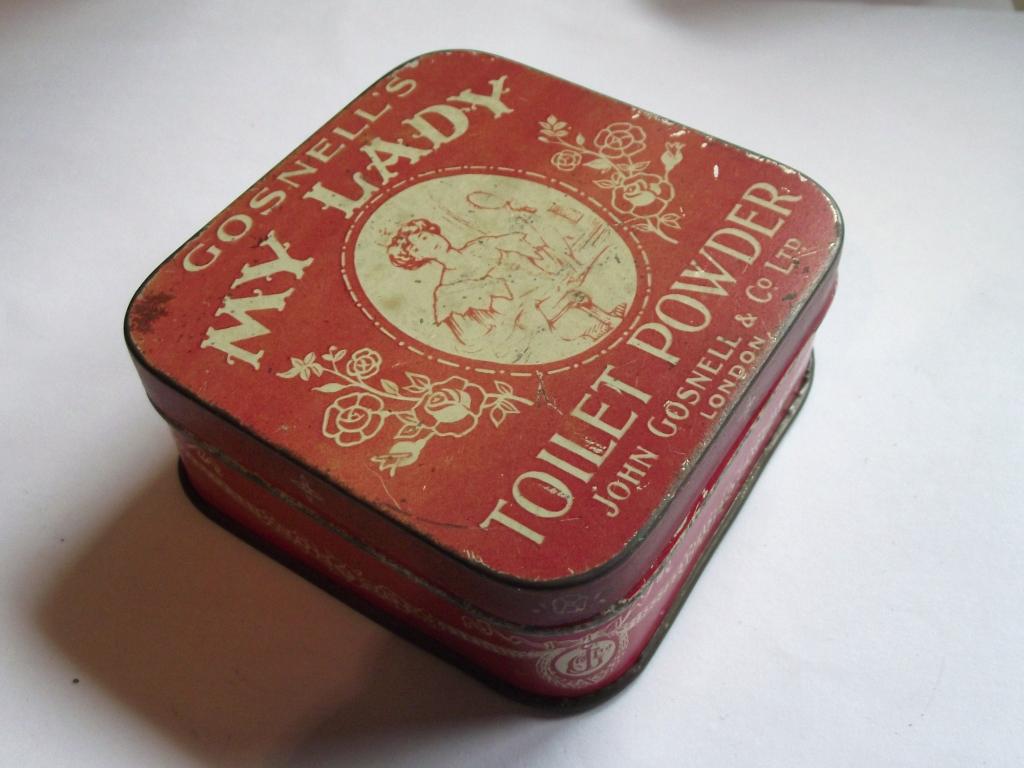 GOSNELL'S
MY LADY
TOILET POWDER
JOHN GOSNELL & CO LTD
LONDON.